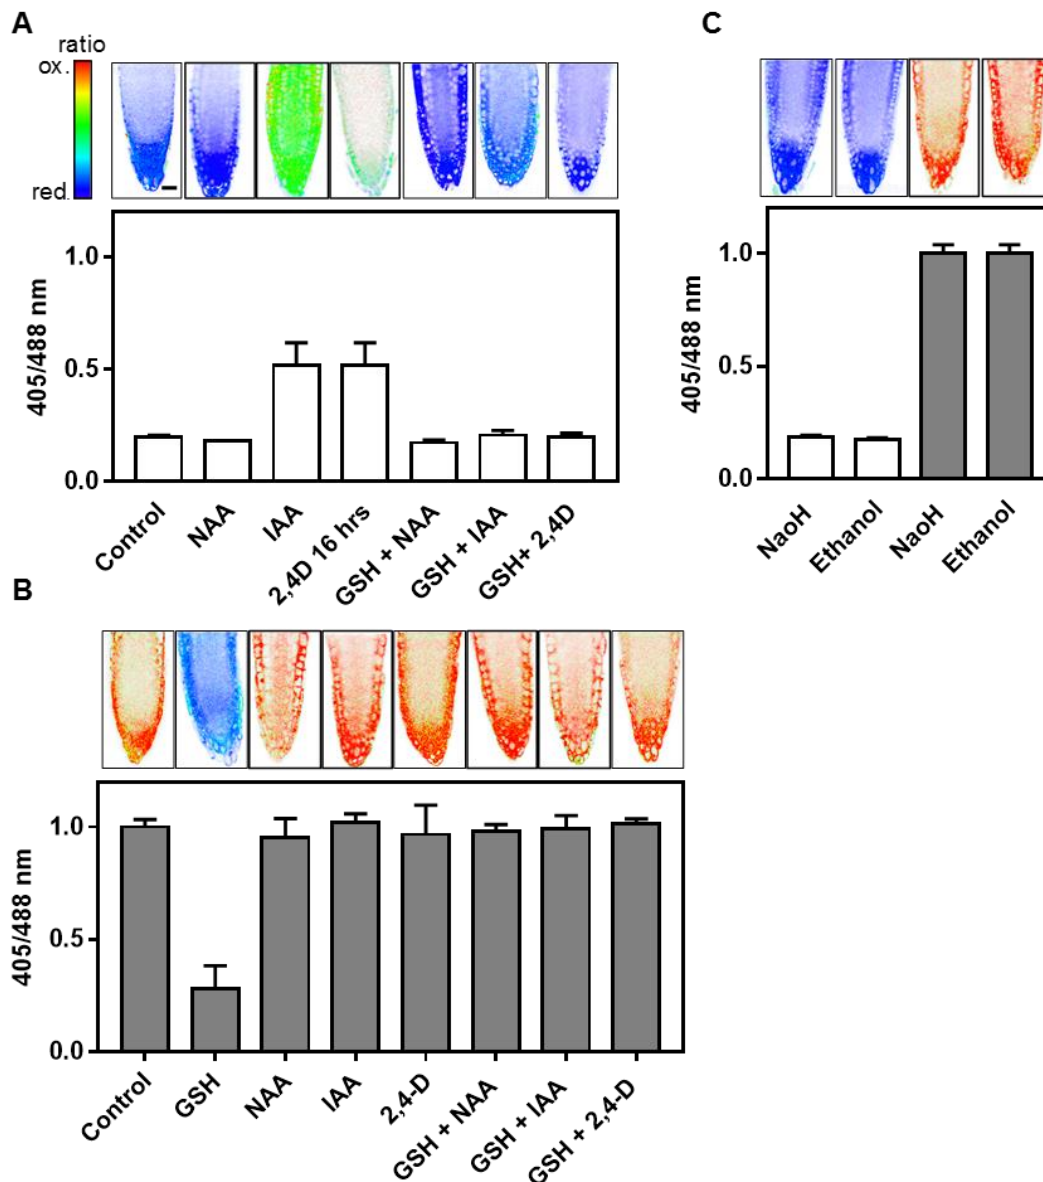 A
ratio
ox.
red.
405/488 nm
1.0
0.5
0.0
Control
NAA
IAA
2,4D 16 hrs
GSH + NAA
GSH + IAA
GSH+ 2,4D
C
405/488 nm
1.0
0.5
0.0
NaoH
Ethanol
NaoH
Ethanol
B
405/488 nm
1.0
0.5
0.0
Control
GSH
NAA
IAA
2,4-D
GSH + NAA
GSH + IAA
GSH + 2,4-D